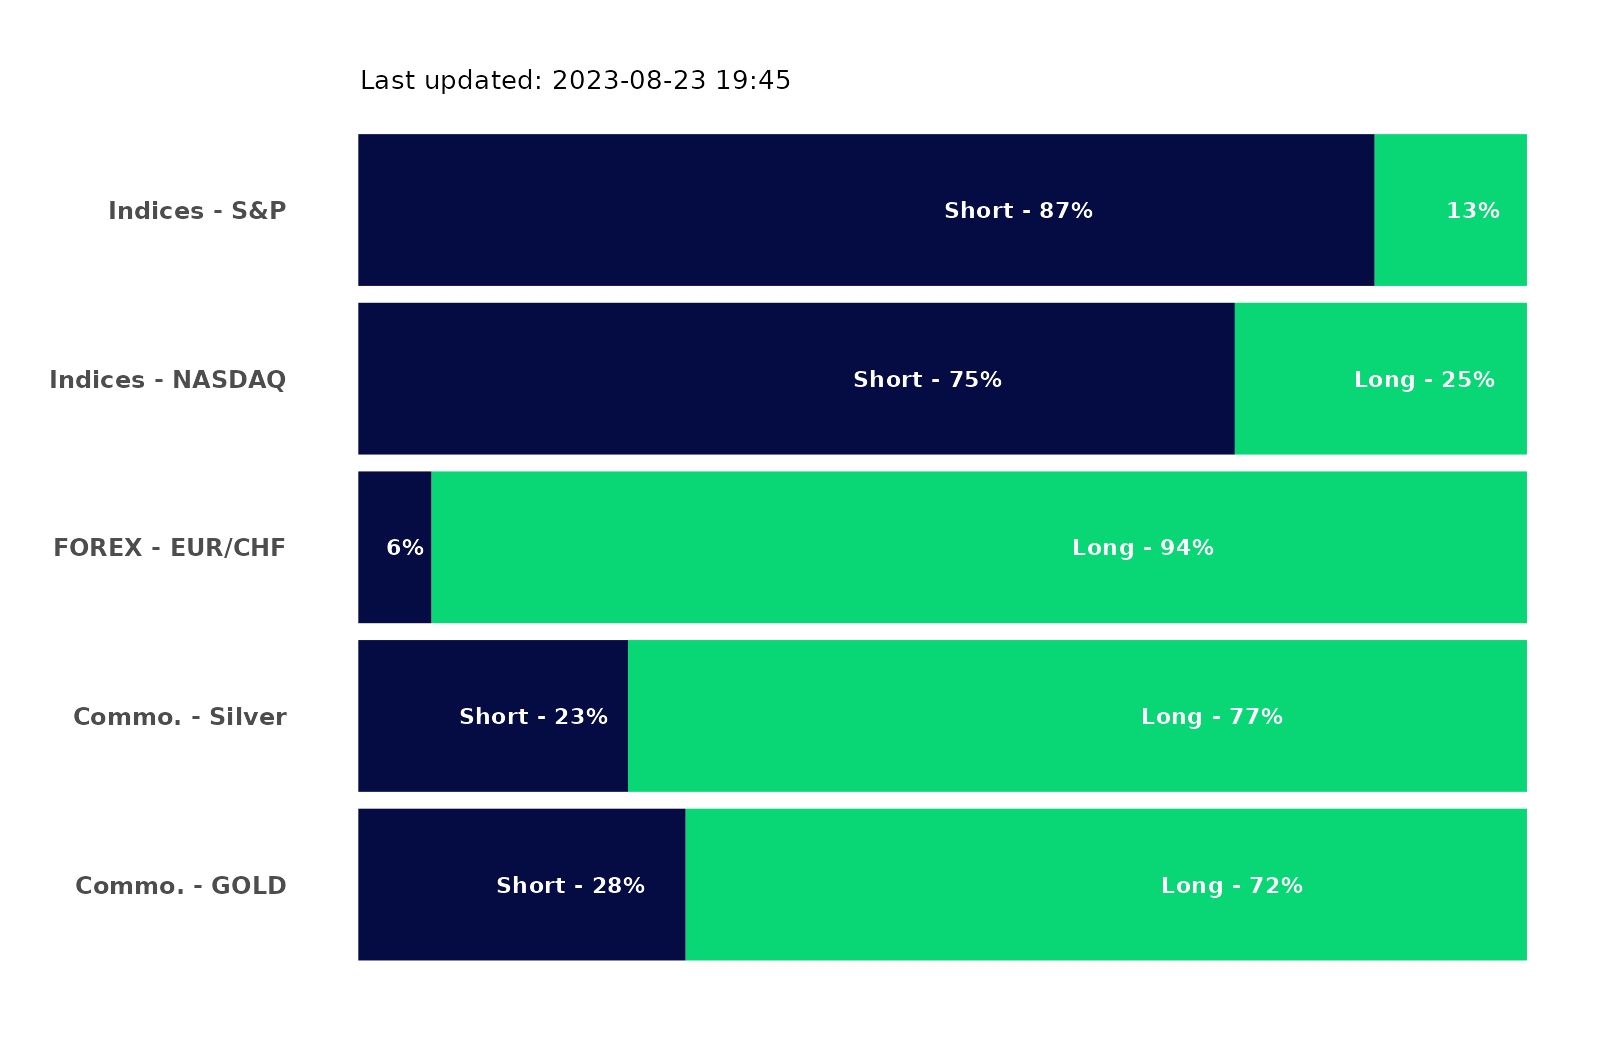 Last updated: 2023-08-23 19:45
Indices - S&P Short - 87% 13%
Indices - NASDAQ Short - 75% Long - 25%
FOREX - EUR/CHF 6% Long - 94%
Commo. - Silver Short - 23% Long - 77%
Commo. - GOLD Short - 28% Long - 72%